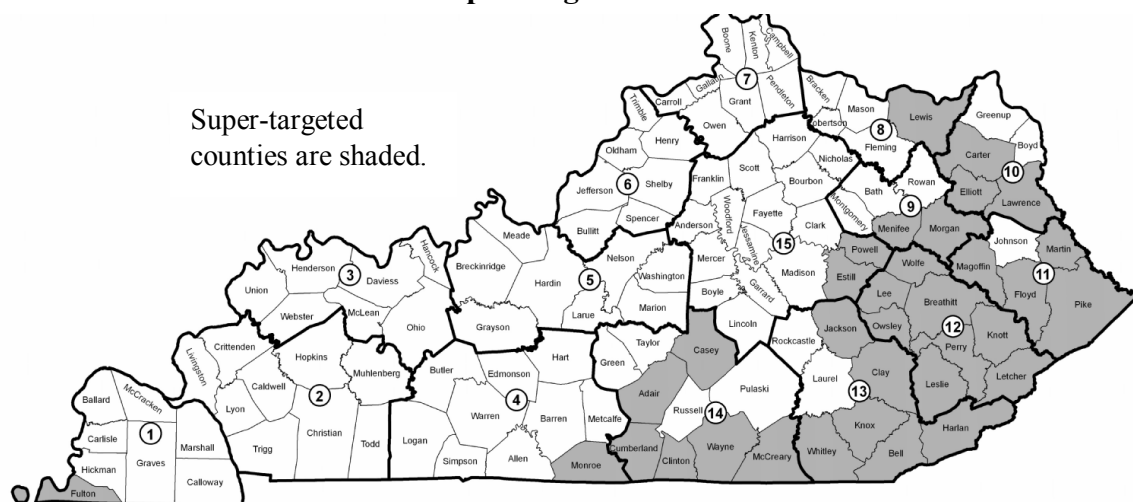 Super-targeted
counties are shaded.
Boone
Kenton
Campbell
7
Gallatin
Grant
Pendleton
Carroll
Trimble
Owen
Bracken
Mason
Robertson
8
Lewis
Fleming
Greenup
Boyd
10
Carter
Elliott
Lawrence
Henry
Oldham
Jefferson
6
Shelby
Spencer
Bullitt
Harrison
Nicholas
Scott
Franklin
Bourbon
Woodford
Fayette
Clark
Anderson
Jessamine
15
Mercer
Madison
Garrard
Boyle
Lincoln
Powell
Estill
Rowan
Bath
Montgomery
9
Menifee
Morgan
Johnson
Martin
Magoffin
11
Floyd
Pike
Wolfe
Lee
Breathitt
Owsley
12
Knott
Perry
Leslie
Letcher
Meade
Breckinridge
Hardin
5
Nelson
Washington
Larue
Marion
Grayson
Hancock
Henderson
3
Daviess
Union
Webster
McLean
Ohio
Crittenden
Livingston
Hopkins
Muhlenberg
Caldwell
Lyon
2
Christian
Trigg
Todd
Butler
Edmonson
Hart
Warren
4
Barren
Metcalfe
Logan
Simpson
Allen
Monroe
Green
Taylor
Casey
Adair
Pulaski
Russell
14
Cumberland
Clinton
Wayne
McCreary
Rockcastle
Jackson
Laurel
Clay
13
Knox
Whitley
Bell
Harlan
McCracken
Ballard
Carlisle
1
Marshall
Graves
Hickman
Calloway
Fulton